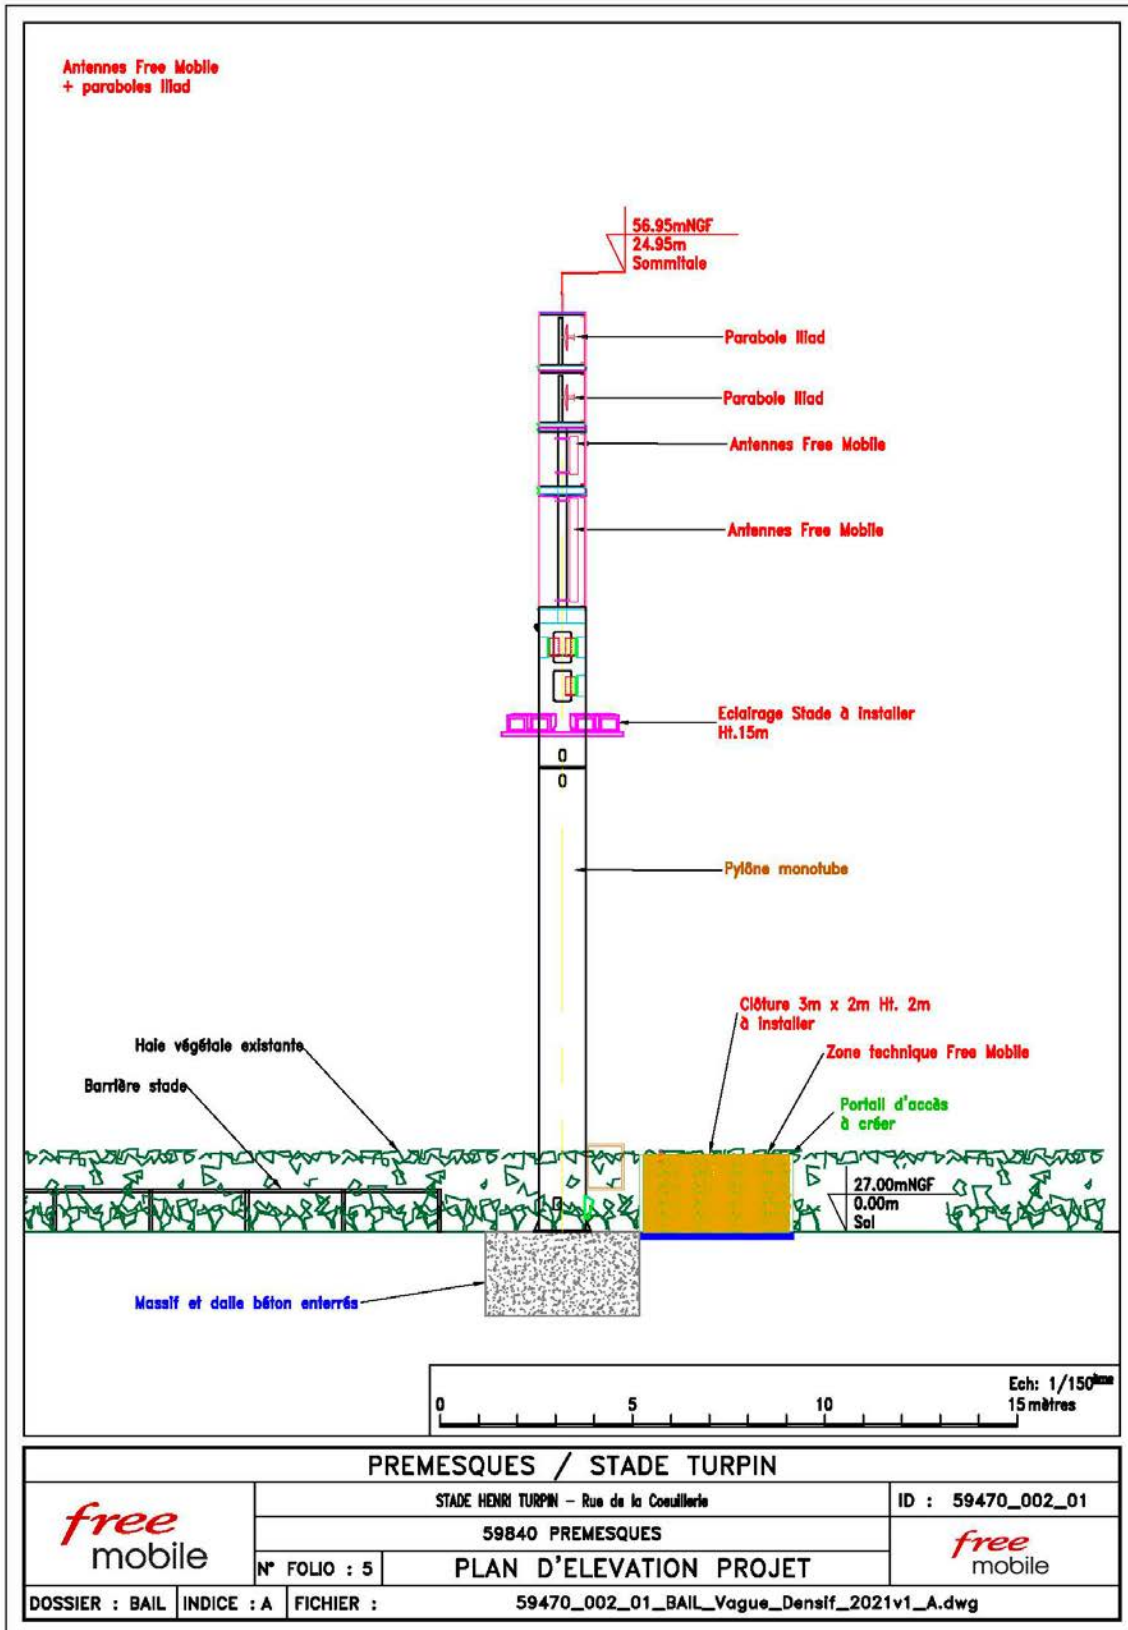 Antennes Free Mobile
+ paraboles Iliad
56.95mNGF
24.95m
Sommitale
Parabole Iliad
Parabole Iliad
Antennes Free Mobile
Antennes Free Mobile
Eclairage Stade à installer
Ht.15m
Pylône monotube
Clôture 3m x 2m Ht. 2m
à installer
Zone technique Free Mobile
Portail d'accès
à créer
Haie végétale existante
Barrière stade
27.00mNGF
0.00m
Sol
Massif et dalle béton enterrés
Ech: 1/150ème
0 5 10 15 mètres
PREMESQUES / STADE TURPIN
free
mobile
STADE HENRI TURPIN - Rue de la Coeuillerie
ID : 59470_002_01
59840 PREMESQUES
free
mobile
N° FOLIO : 5
PLAN D'ELEVATION PROJET
DOSSIER : BAIL
INDICE : A
FICHIER :
59470_002_01_BAIL_Vague_Densif_2021v1_A.dwg